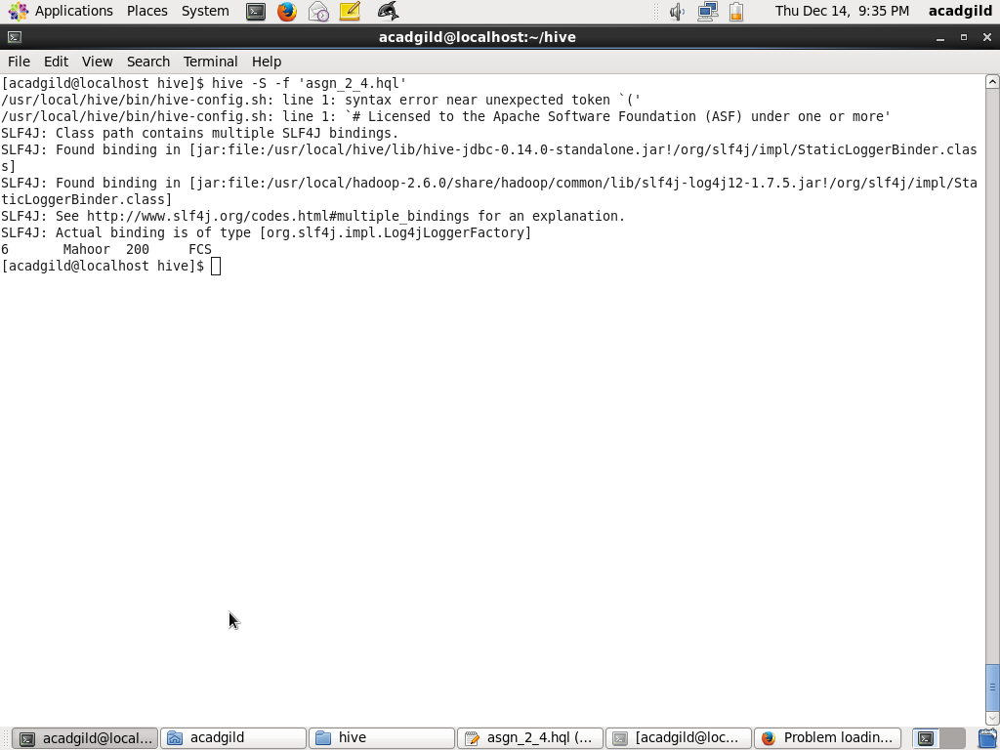 Applications Places System Thu Dec 14, 9:35 PM acadgild
acadgild@localhost:~/hive
File Edit View Search Terminal Help
[acadgild@localhost hive]$ hive -S -f 'asgn_2_4.hql'
/usr/local/hive/bin/hive-config.sh: line 1: syntax error near unexpected token `('
/usr/local/hive/bin/hive-config.sh: line 1: `# Licensed to the Apache Software Foundation (ASF) under one or more'
SLF4J: Class path contains multiple SLF4J bindings.
SLF4J: Found binding in [jar:file:/usr/local/hive/lib/hive-jdbc-0.14.0-standalone.jar!/org/slf4j/impl/StaticLoggerBinder.clas
s]
SLF4J: Found binding in [jar:file:/usr/local/hadoop-2.6.0/share/hadoop/common/lib/slf4j-log4j12-1.7.5.jar!/org/slf4j/impl/Sta
ticLoggerBinder.class]
SLF4J: See http://www.slf4j.org/codes.html#multiple_bindings for an explanation.
SLF4J: Actual binding is of type [org.slf4j.impl.Log4jLoggerFactory]
6 Mahoor 200 FCS
[acadgild@localhost hive]$
acadgild@local... acadgild hive asgn_2_4.hql (... [acadgild@loc... Problem loadin...